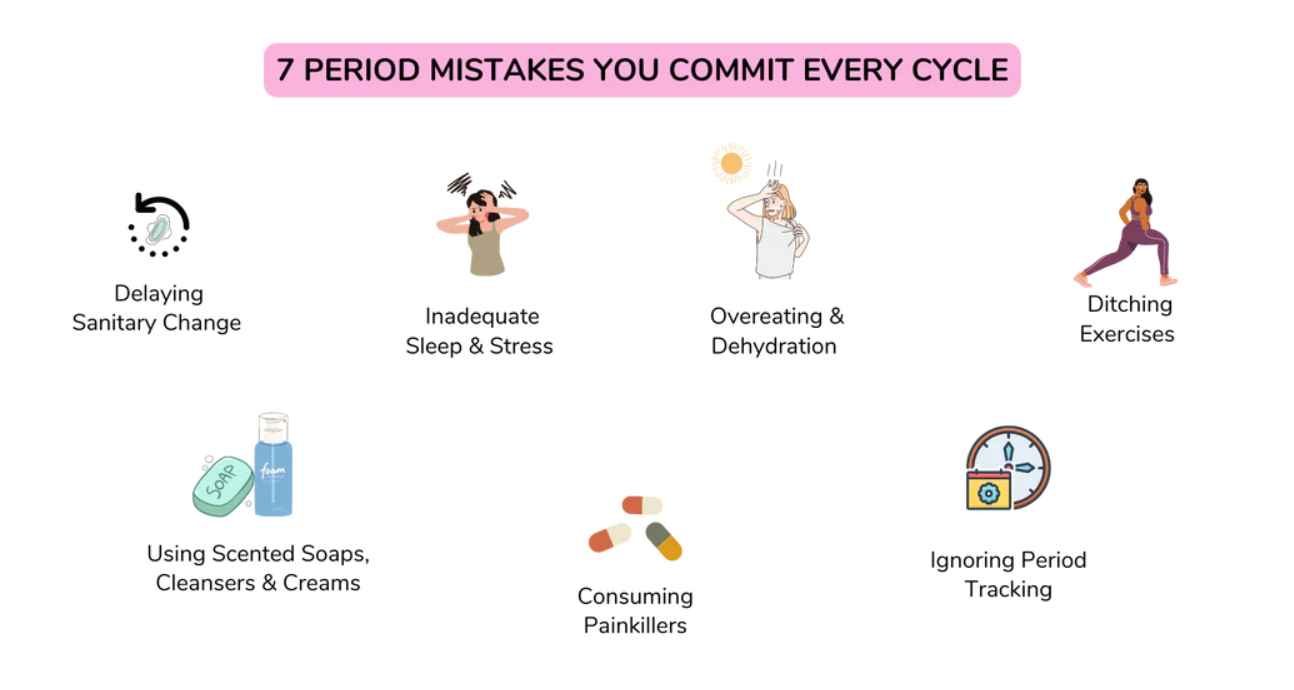 7 PERIOD MISTAKES YOU COMMIT EVERY CYCLE
Delaying
Sanitary Change
Inadequate
Sleep & Stress
Overeating &
Dehydration
Ditching
Exercises
SOAP
foam
Using Scented Soaps,
Cleansers & Creams
Consuming
Painkillers
Ignoring Period
Tracking